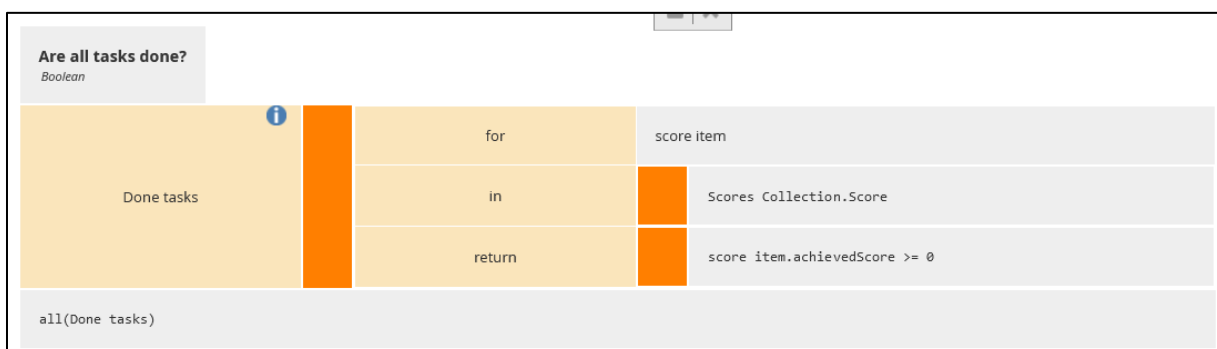 Are all tasks done?
Boolean
Done tasks
for
score item
in
Scores Collection.Score
return
score item.achievedScore >= 0
all(Done tasks)